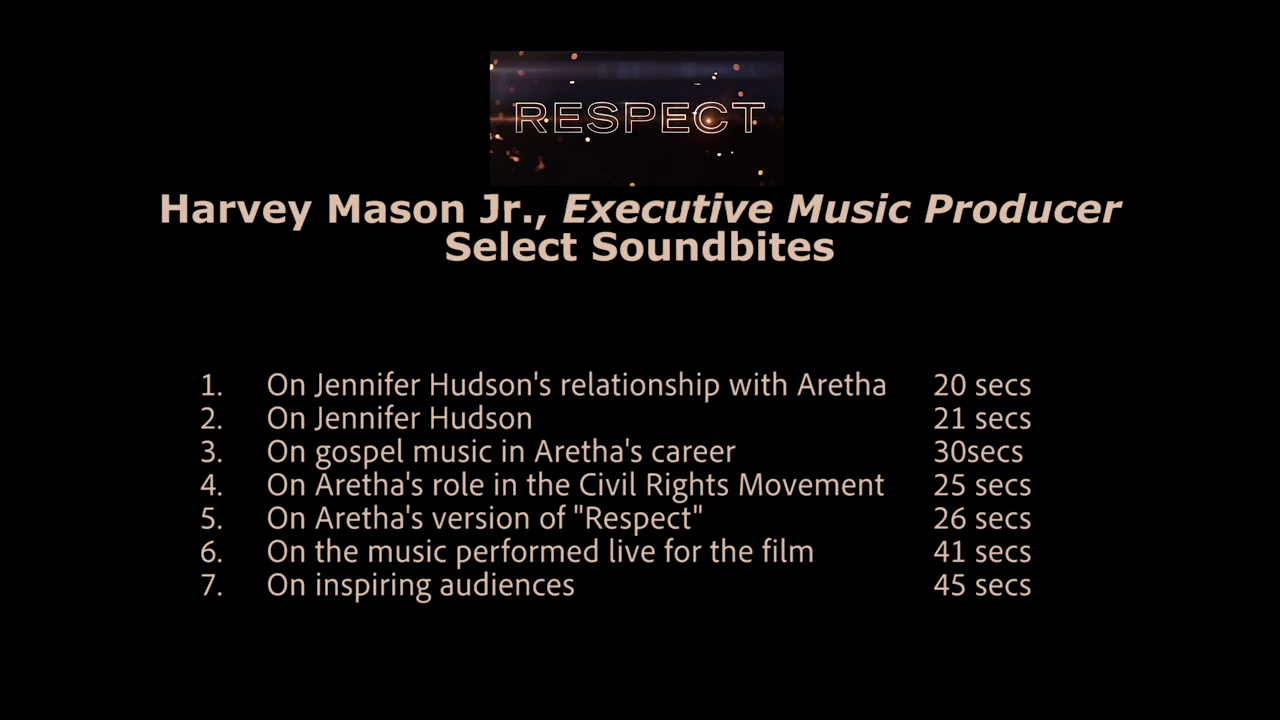 RESPECT
Harvey Mason Jr., Executive Music Producer
Select Soundbites
1. On Jennifer Hudson's relationship with Aretha 20 secs
2. On Jennifer Hudson 21 secs
3. On gospel music in Aretha's career 30secs
4. On Aretha's role in the Civil Rights Movement 25 secs
5. On Aretha's version of "Respect" 26 secs
6. On the music performed live for the film 41 secs
7. On inspiring audiences 45 secs